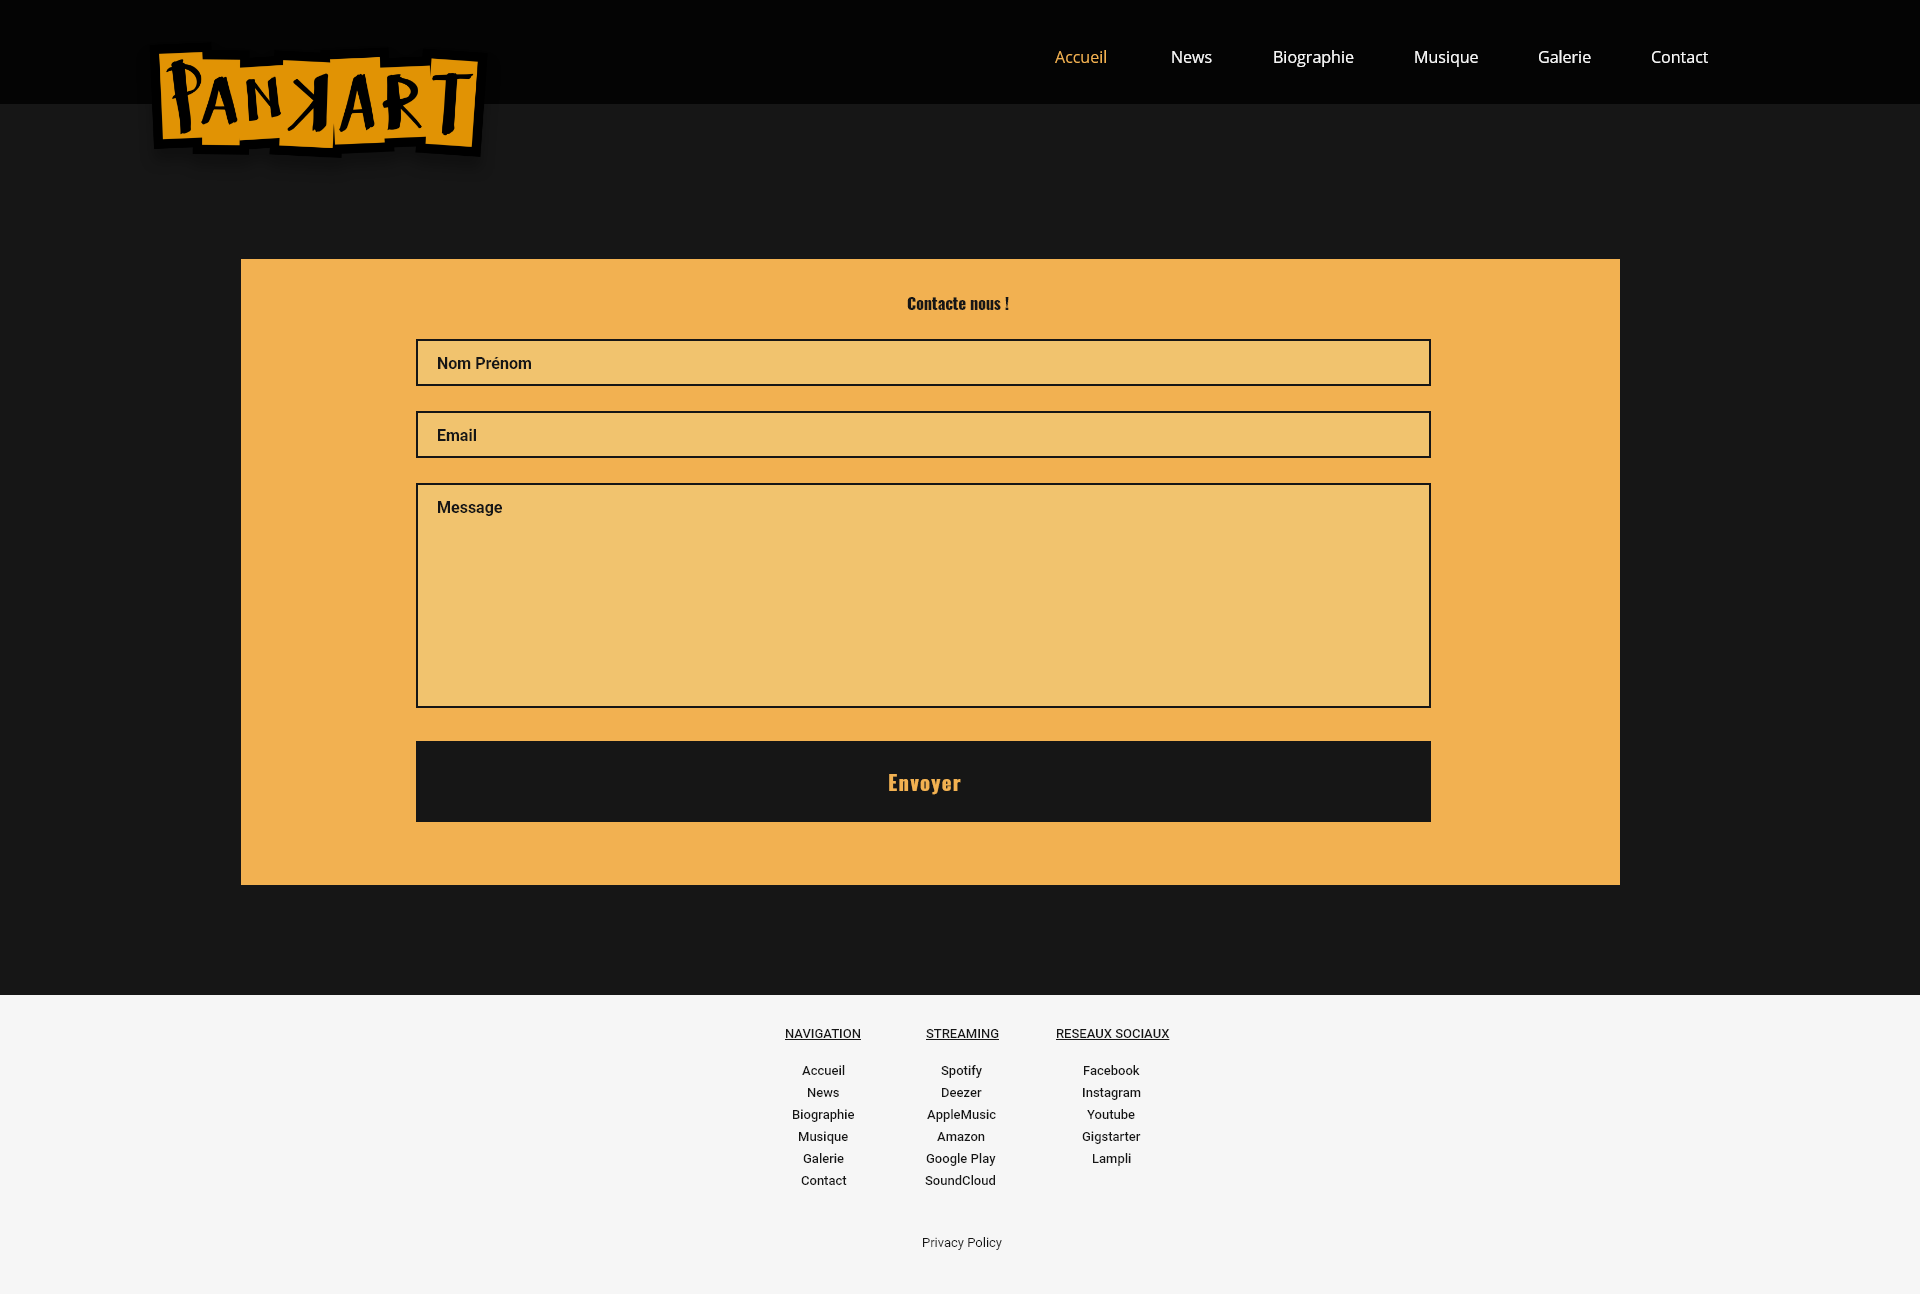 PANKART
Accueil News Biographie Musique Galerie Contact
Contacte nous !
Nom Prénom
Email
Message
Envoyer
NAVIGATION STREAMING RESEAUX SOCIAUX
Accueil Spotify Facebook
News Deezer Instagram
Biographie AppleMusic Youtube
Musique Amazon Gigstarter
Galerie Google Play Lampli
Contact SoundCloud
Privacy Policy